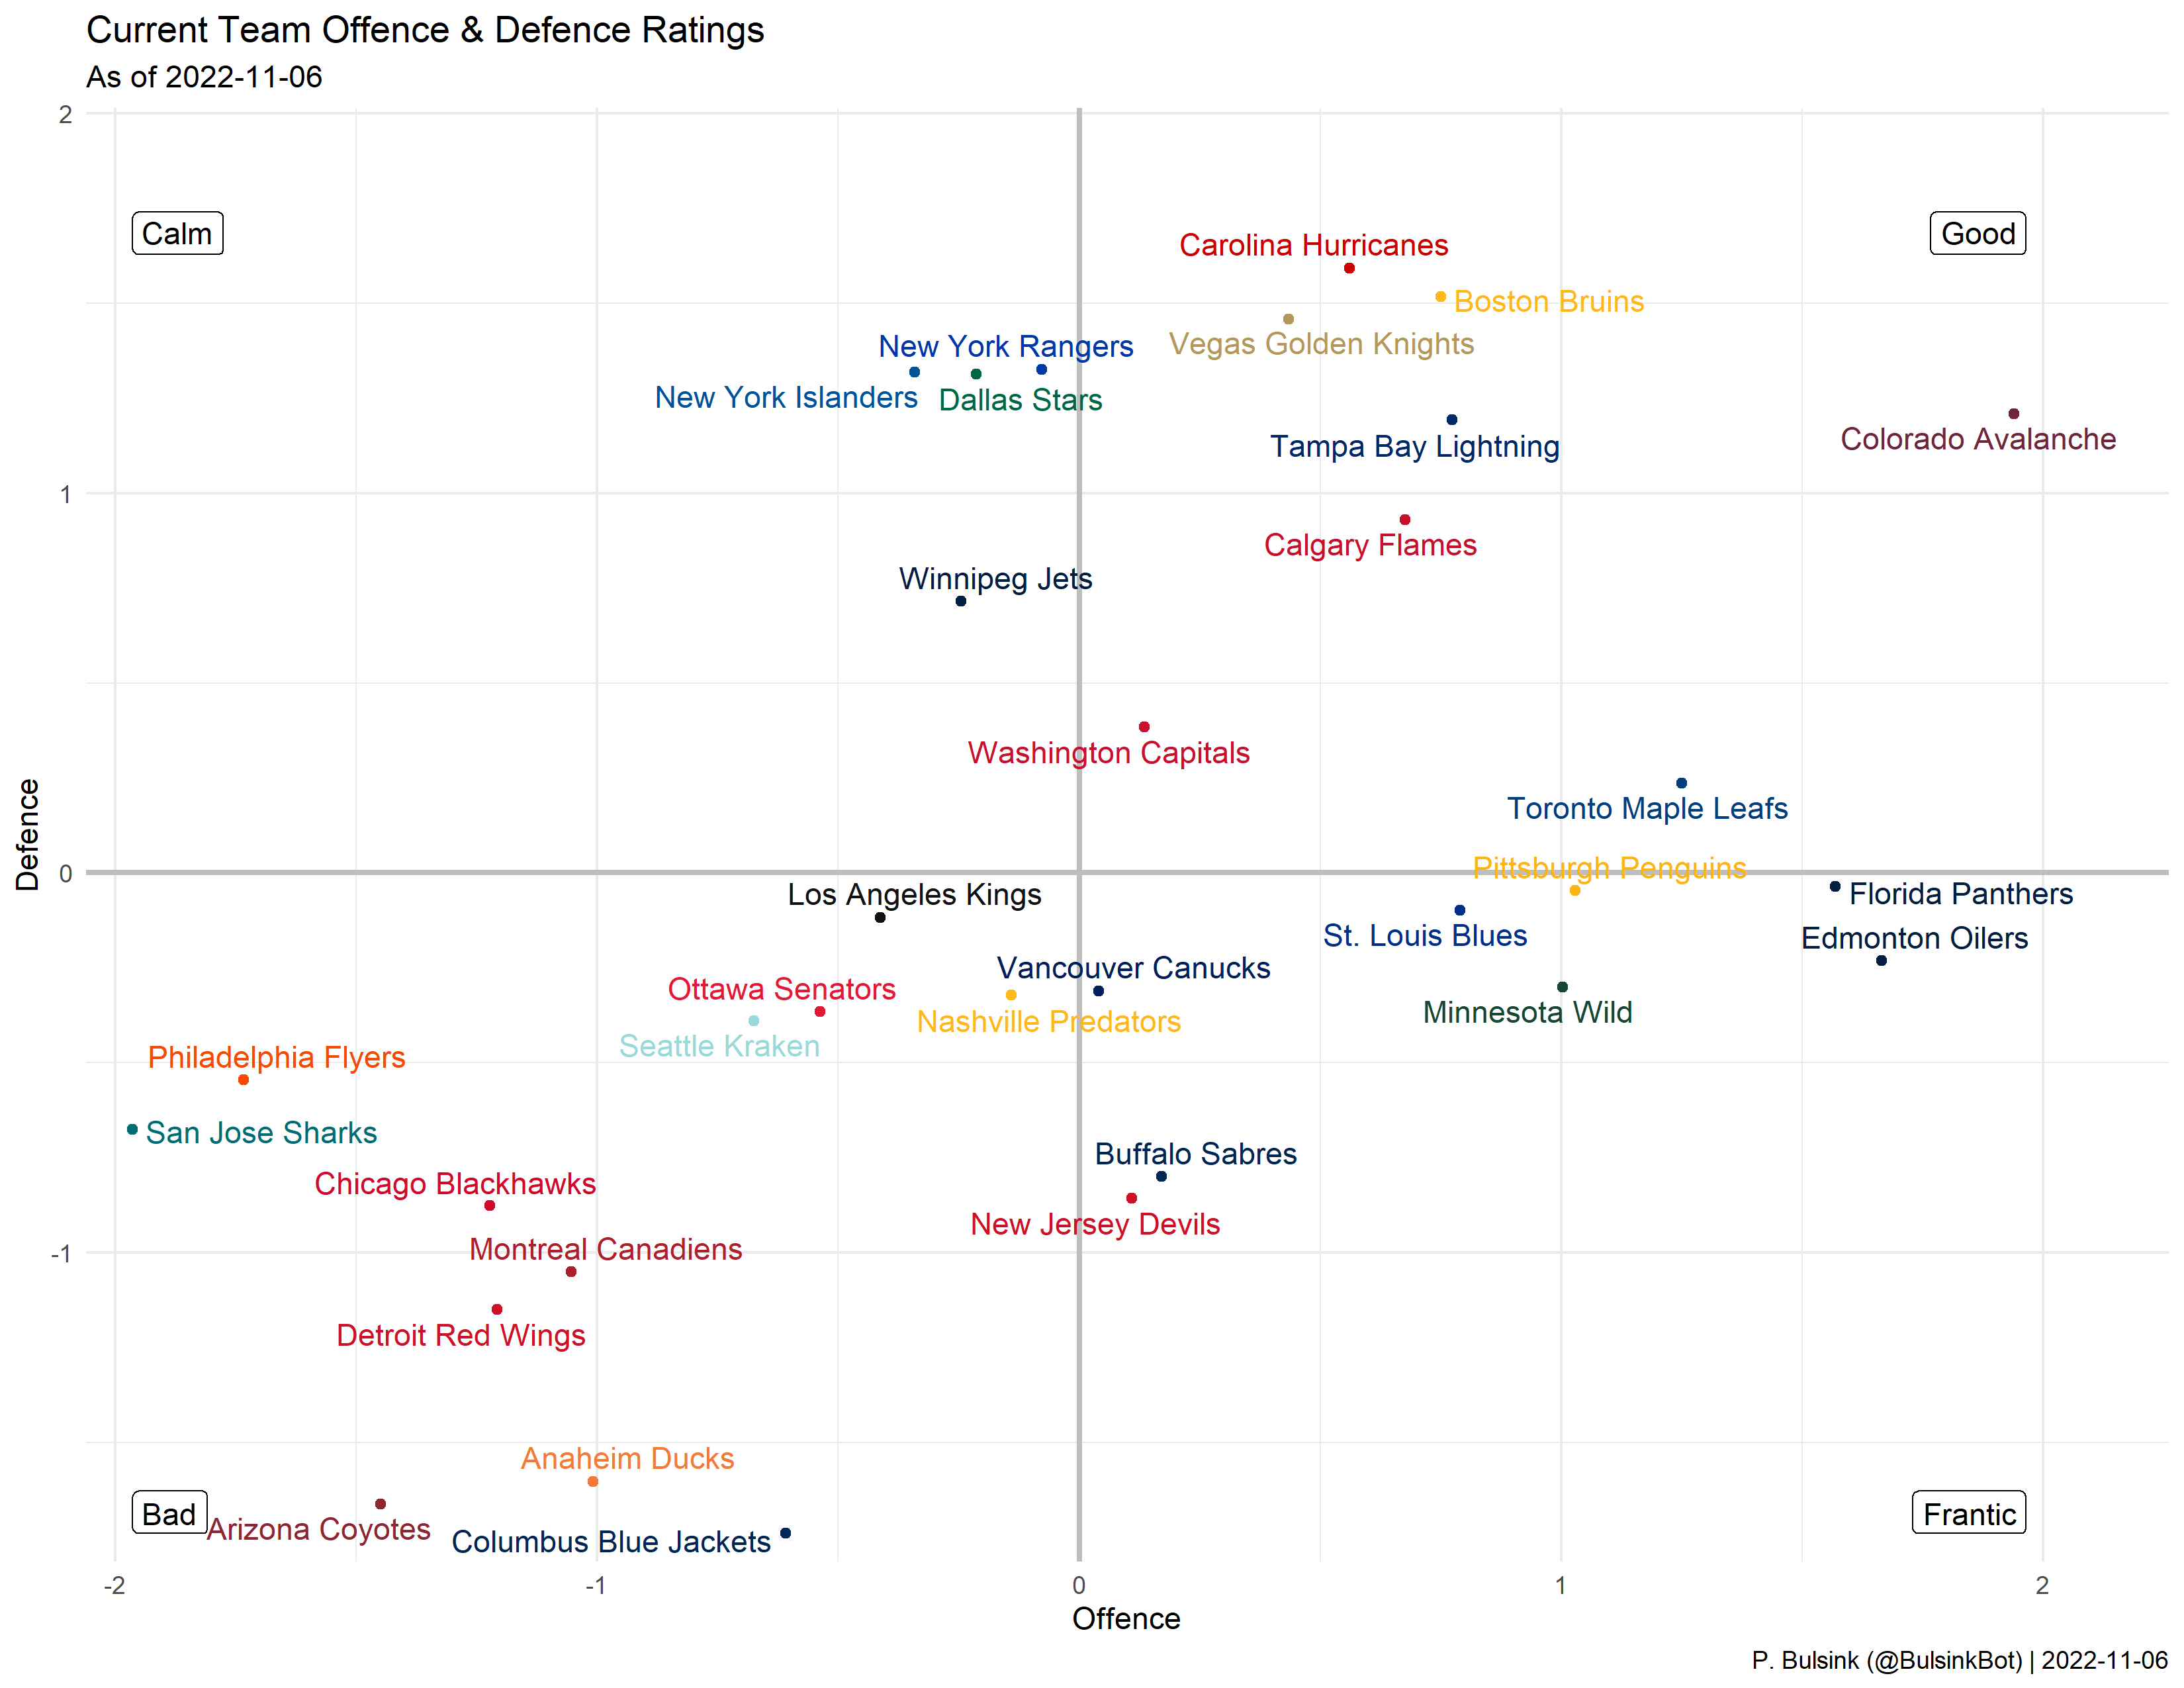 Current Team Offence & Defence Ratings
As of 2022-11-06
2
Calm
Good
Carolina Hurricanes
Boston Bruins
Vegas Golden Knights
New York Rangers
New York Islanders
Dallas Stars
Tampa Bay Lightning
Colorado Avalanche
1
Calgary Flames
Winnipeg Jets
Washington Capitals
Toronto Maple Leafs
Defence
0
Pittsburgh Penguins
Los Angeles Kings
Florida Panthers
St. Louis Blues
Edmonton Oilers
Vancouver Canucks
Ottawa Senators
Minnesota Wild
Nashville Predators
Seattle Kraken
Philadelphia Flyers
San Jose Sharks
Buffalo Sabres
Chicago Blackhawks
New Jersey Devils
-1
Montreal Canadiens
Detroit Red Wings
Anaheim Ducks
Bad
Frantic
Arizona Coyotes
Columbus Blue Jackets
-2
-1
0
1
2
Offence
P. Bulsink (@BulsinkBot) | 2022-11-06